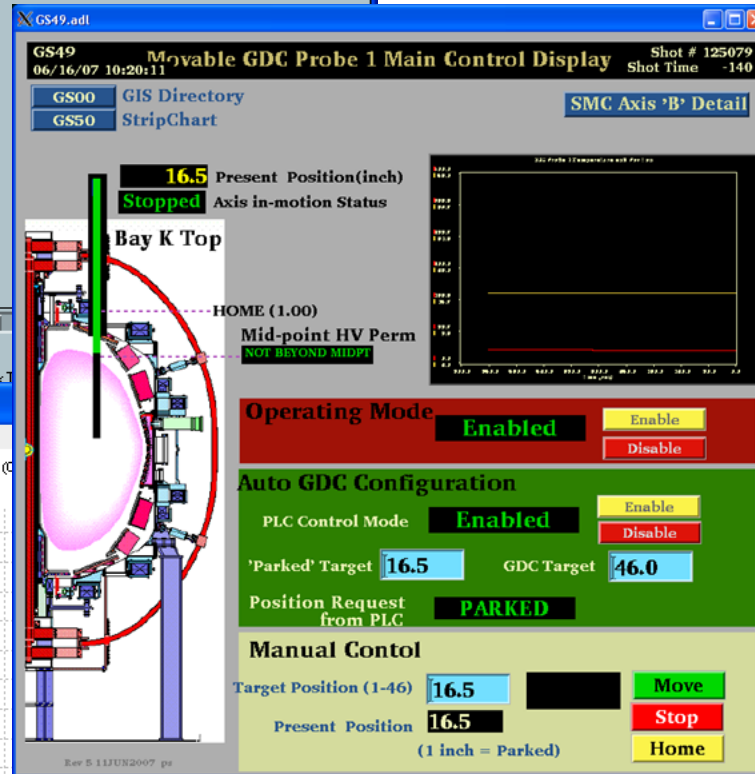 GS49.adl
GS49
06/16/07 10:20:11
Movable GDC Probe 1 Main Control Display
Shot # 125079
Shot Time -140
GS00 GIS Directory
GS50 StripChart
SMC Axis 'B' Detail
16.5 Present Position(inch)
Stopped Axis in-motion Status
Bay K Top
HOME (1.00)
Mid-point HV Perm
NOT BEYOND MIDPT
Operating Mode
Enabled
Enable
Disable
Auto GDC Configuration
PLC Control Mode
Enabled
Enable
Disable
'Parked' Target 16.5
GDC Target 46.0
Position Request
from PLC
PARKED
Manual Contol
Target Position (1-46) 16.5
Move
Present Position 16.5
Stop
(1 inch = Parked)
Home
Rev 5 11JUN2007 ps